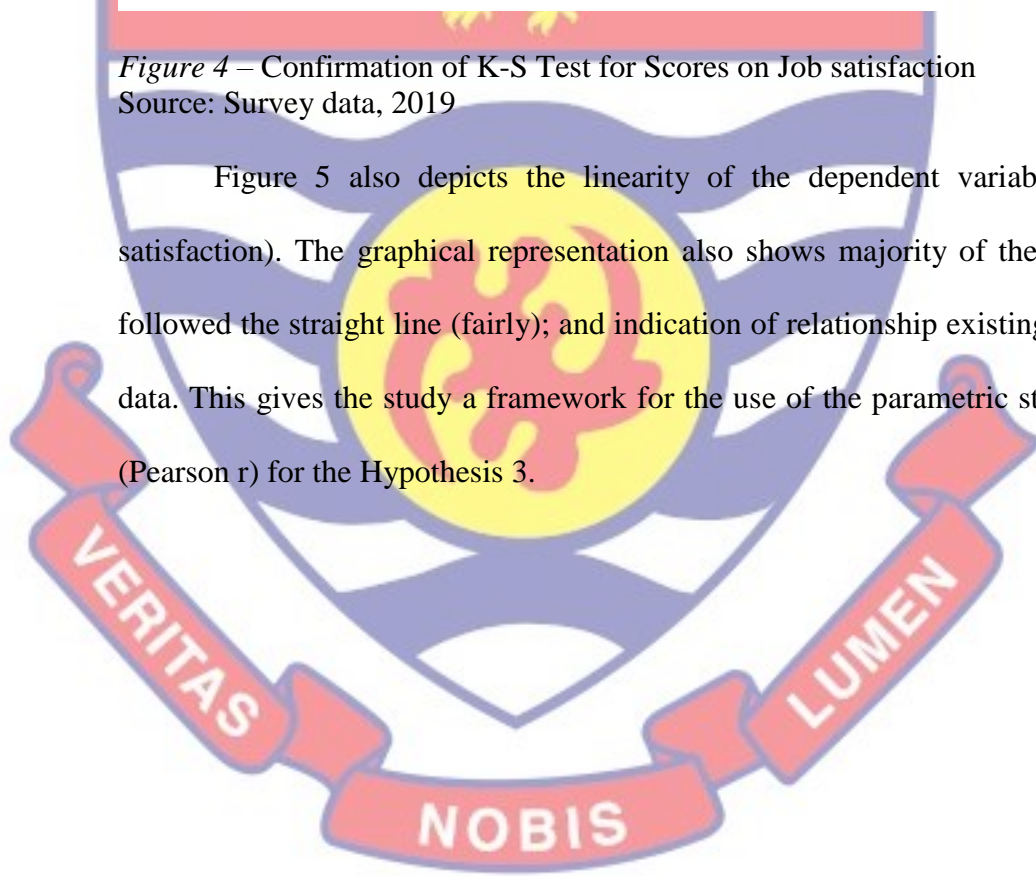 Figure 4 – Confirmation of K-S Test for Scores on Job satisfaction
Source: Survey data, 2019
Figure 5 also depicts the linearity of the dependent variab
satisfaction). The graphical representation also shows majority of the
followed the straight line (fairly); and indication of relationship existing
data. This gives the study a framework for the use of the parametric st
(Pearson r) for the Hypothesis 3.
VERITAS
NOBIS
LUMEN